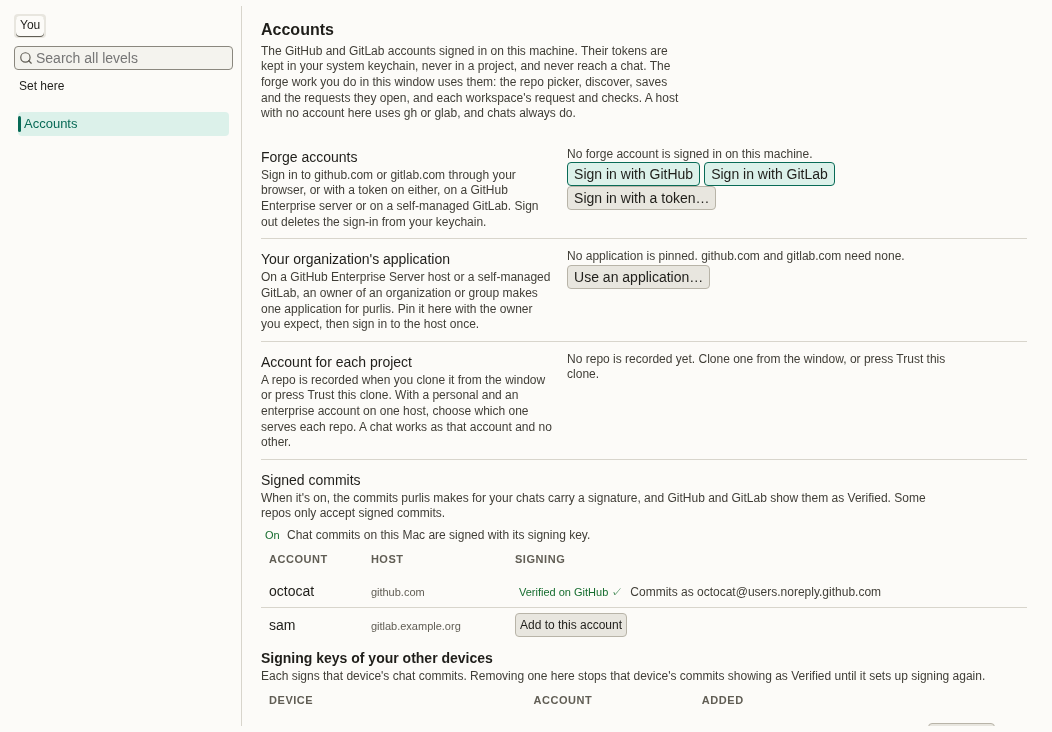 You
Search all levels
Set here
Accounts
Accounts
The GitHub and GitLab accounts signed in on this machine. Their tokens are
kept in your system keychain, never in a project, and never reach a chat. The
forge work you do in this window uses them: the repo picker, discover, saves
and the requests they open, and each workspace's request and checks. A host
with no account here uses gh or glab, and chats always do.
Forge accounts
Sign in to github.com or gitlab.com through your
browser, or with a token on either, on a GitHub
Enterprise server or on a self-managed GitLab. Sign
out deletes the sign-in from your keychain.
No forge account is signed in on this machine.
Sign in with GitHub
Sign in with GitLab
Sign in with a token…
Your organization's application
On a GitHub Enterprise Server host or a self-managed
GitLab, an owner of an organization or group makes
one application for purlis. Pin it here with the owner
you expect, then sign in to the host once.
No application is pinned. github.com and gitlab.com need none.
Use an application…
Account for each project
A repo is recorded when you clone it from the window
or press Trust this clone. With a personal and an
enterprise account on one host, choose which one
serves each repo. A chat works as that account and no
other.
No repo is recorded yet. Clone one from the window, or press Trust this
clone.
Signed commits
When it's on, the commits purlis makes for your chats carry a signature, and GitHub and GitLab show them as Verified. Some
repos only accept signed commits.
On Chat commits on this Mac are signed with its signing key.
ACCOUNT HOST SIGNING
octocat github.com Verified on GitHub ✓ Commits as octocat@users.noreply.github.com
sam gitlab.example.org Add to this account
Signing keys of your other devices
Each signs that device's chat commits. Removing one here stops that device's commits showing as Verified until it sets up signing again.
DEVICE ACCOUNT ADDED